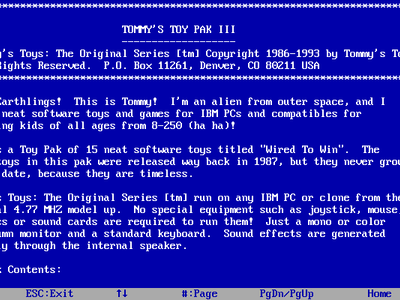 TOMMY'S TOY PAK III
y's Toys: The Original Series [tm] Copyright 1986-1993 by Tommy's To
Rights Reserved.  P.O. Box 11261, Denver, CO 80211 USA
Earthlings!  This is Tommy!  I'm an alien from outer space, and I
neat software toys and games for IBM PCs and compatibles for
ng kids of all ages from 8-250 (ha ha)!
a Toy Pak of 15 neat software toys titled "Wired To Win".  The
toys in this pak were released way back in 1987, but they never grow
date, because they are timeless.
Toys: The Original Series [tm] run on any IBM PC or clone from the
al 4.77 MHZ model up.  No special equipment such as joystick, mouse,
cs or sound cards are required to run them!  Just a mono or color
umn monitor and a standard keyboard.  Sound effects are generated
ly through the internal speaker.
Contents:
ESC:Exit ↑↓ #:Page PgDn/PgUp Home